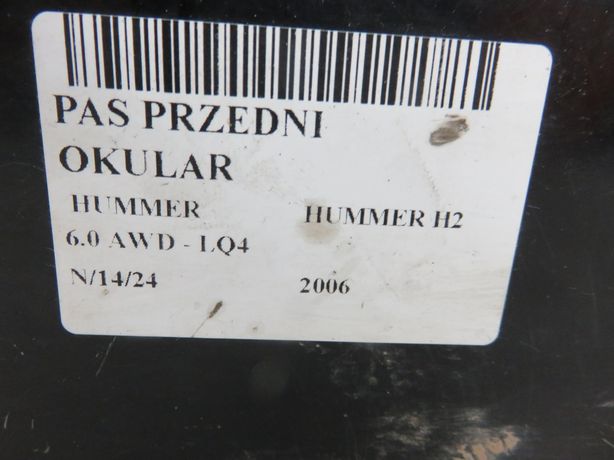 PAS PRZEDNI
OKULAR
HUMMER HUMMER H2
6.0 AWD - LQ4
N/14/24 2006